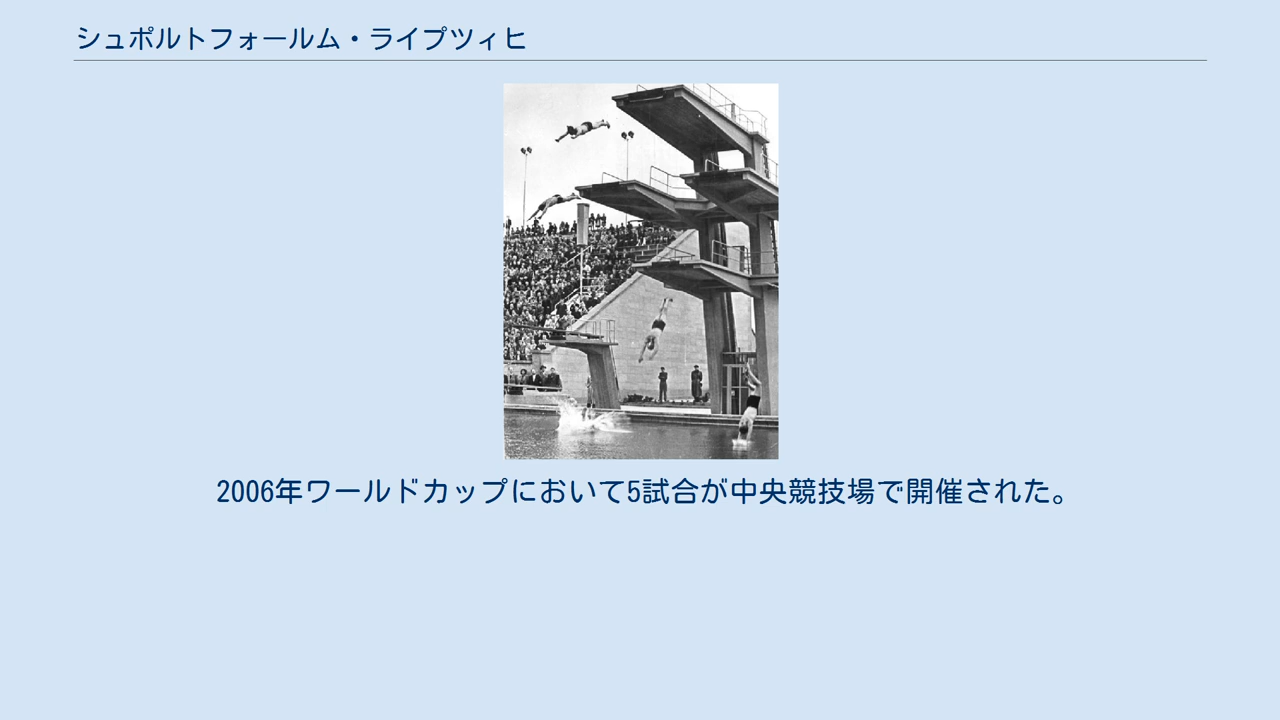 シュポルトフォールム・ライプツィヒ
2006年ワールドカップにおいて5試合が中央競技場で開催された。